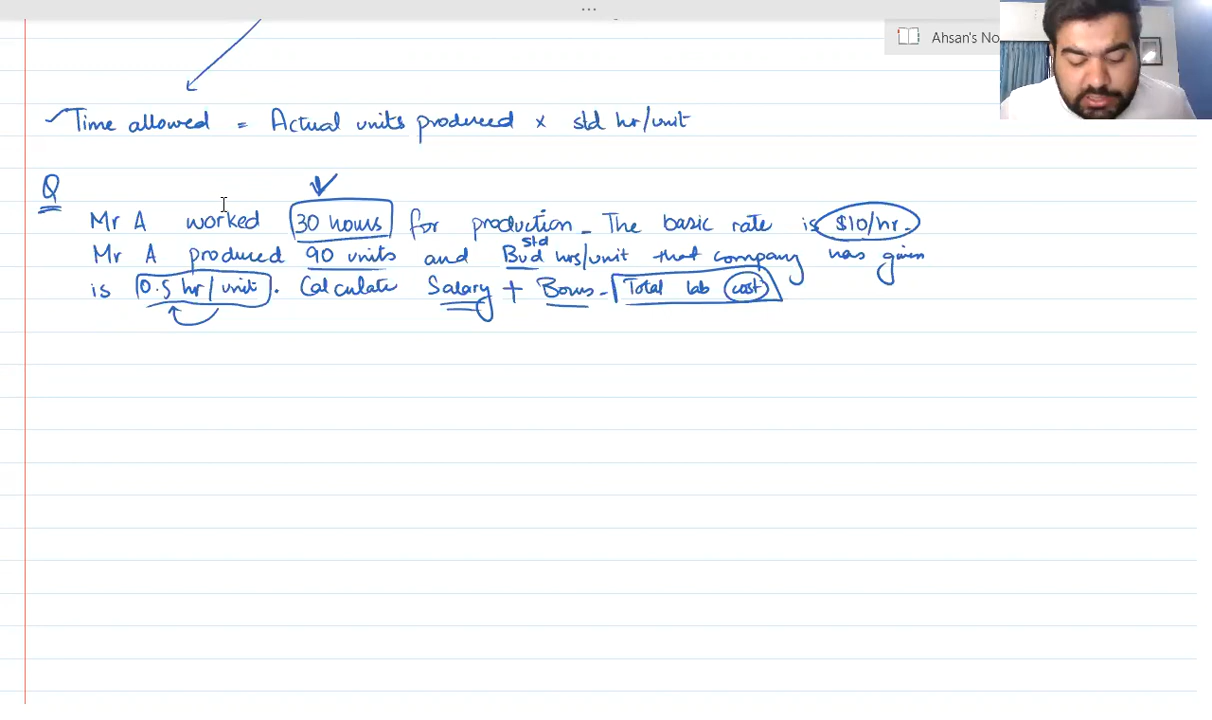 ...
Ahsan's No
Time allowed = Actual units produced x std hr/unit
Q
Mr A worked 30 hours for production. The basic rate is $10/hr.
std
Mr A produced 90 units and Bud hrs/unit that company has given
is 0.5 hr/unit. Calculate Salary + Bonus - Total lab cost